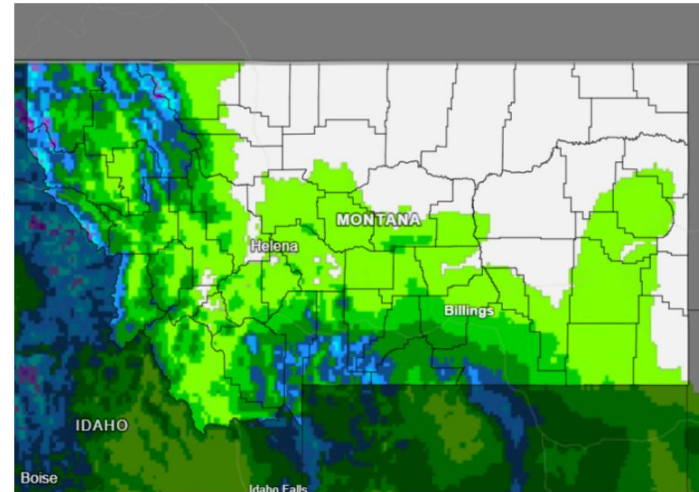 MONTANA
Helena
Billings
IDAHO
Boise
Idaho Falls